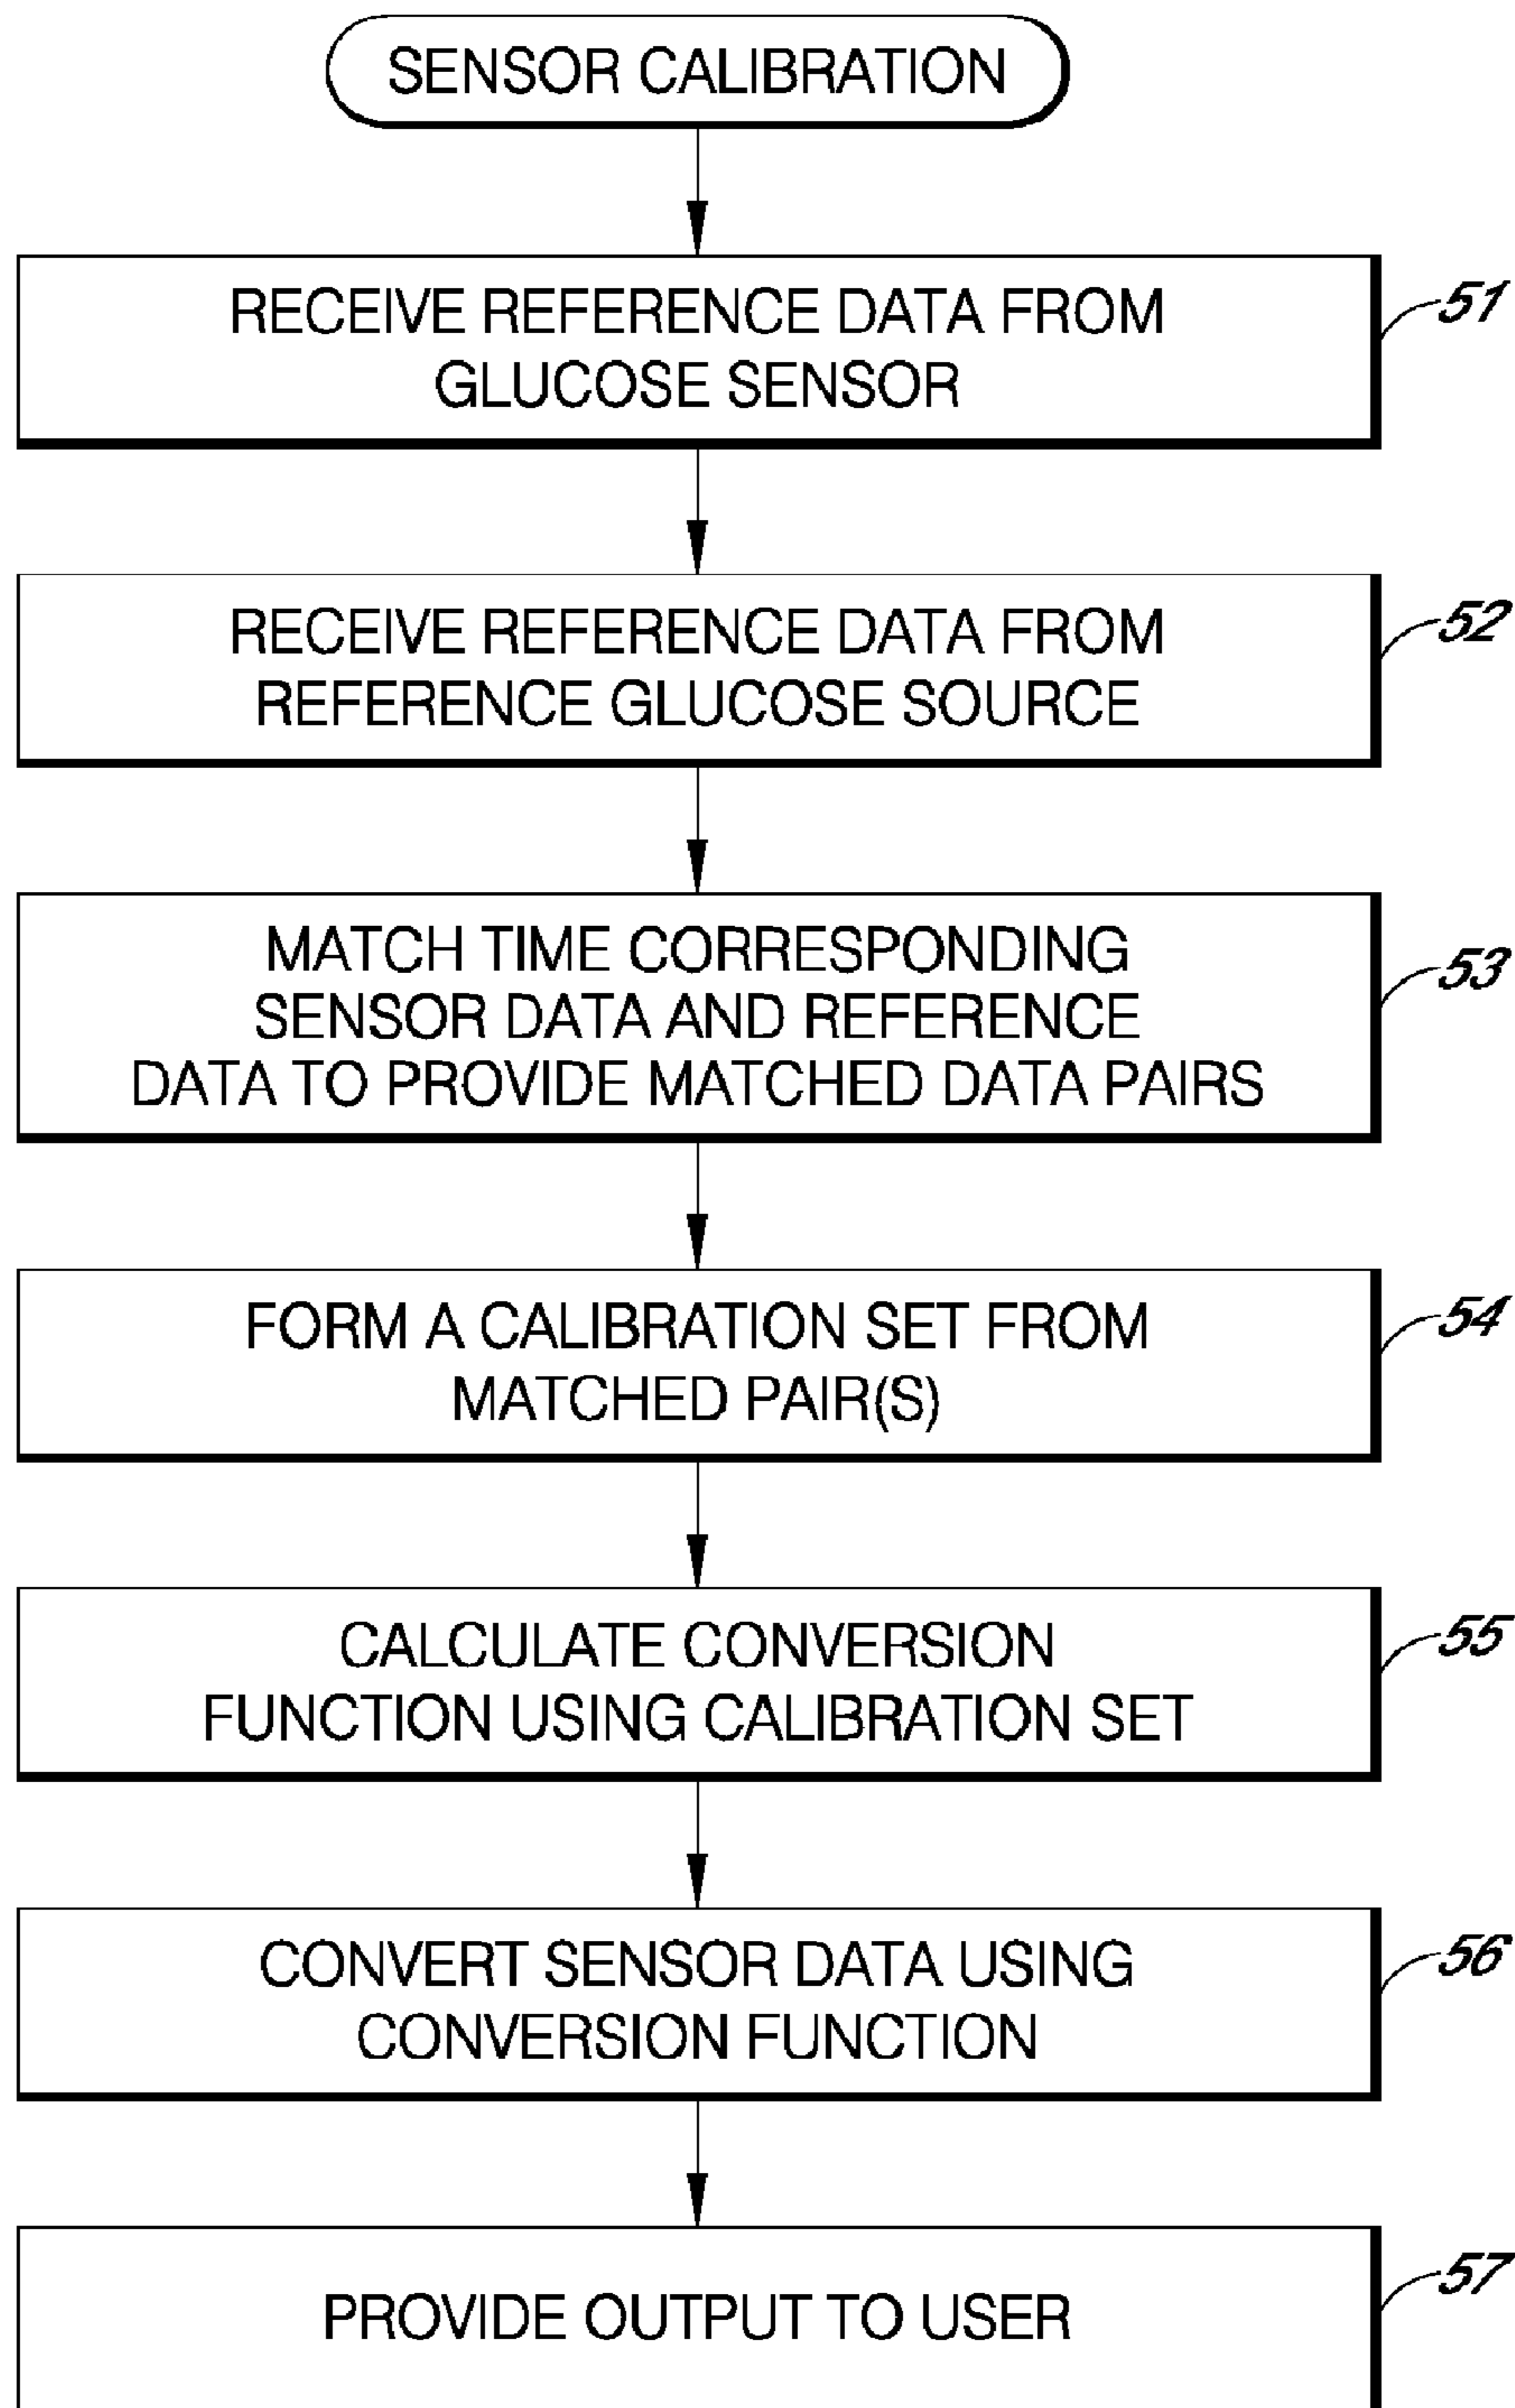 SENSOR CALIBRATION
RECEIVE REFERENCE DATA FROM
GLUCOSE SENSOR
51
RECEIVE REFERENCE DATA FROM
REFERENCE GLUCOSE SOURCE
52
MATCH TIME CORRESPONDING
SENSOR DATA AND REFERENCE
DATA TO PROVIDE MATCHED DATA PAIRS
53
FORM A CALIBRATION SET FROM
MATCHED PAIR(S)
54
CALCULATE CONVERSION
FUNCTION USING CALIBRATION SET
55
CONVERT SENSOR DATA USING
CONVERSION FUNCTION
56
PROVIDE OUTPUT TO USER
57